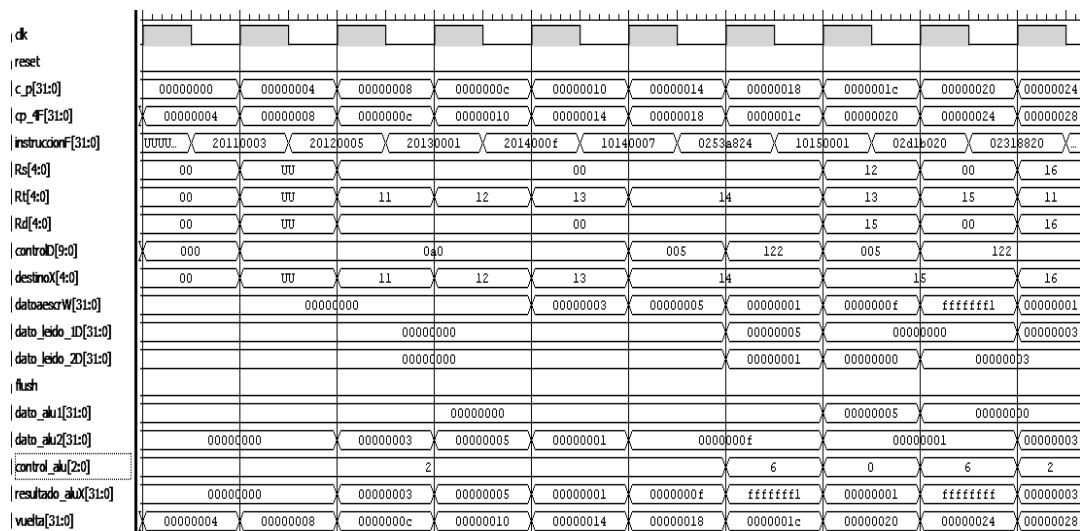 clk
reset
c_p[31:0] 00000000 00000004 00000008 0000000c 00000010 00000014 00000018 0000001c 00000020 00000024
cp_4F[31:0] 00000004 00000008 0000000c 00000010 00000014 00000018 0000001c 00000020 00000024 00000028
instruccionF[31:0] UUUU... 20110003 20120005 20130001 2014000f 10140007 0253a824 10150001 02d1b020 02318820 ...
Rs[4:0] 00 UU 00 12 00 16
Rt[4:0] 00 UU 11 12 13 14 13 15 11
Rd[4:0] 00 UU 00 15 00 16
controlD[9:0] 000 0a0 005 122 005 122
destinoX[4:0] 00 UU 11 12 13 14 15 16
datoaescrW[31:0] 00000000 00000003 00000005 00000001 0000000f fffffff1 00000001
dato_leido_1D[31:0] 00000000 00000005 00000000 00000003
dato_leido_2D[31:0] 00000000 00000001 00000000 00000003
flush
dato_alu1[31:0] 00000000 00000005 00000000
dato_alu2[31:0] 00000000 00000003 00000005 00000001 0000000f 00000001 00000003
control_alu[2:0] 2 6 0 6 2
resultado_aluX[31:0] 00000000 00000003 00000005 00000001 0000000f fffffff1 00000001 ffffffff 00000003
vuelta[31:0] 00000004 00000008 0000000c 00000010 00000014 00000018 0000001c 00000020 00000024 00000028